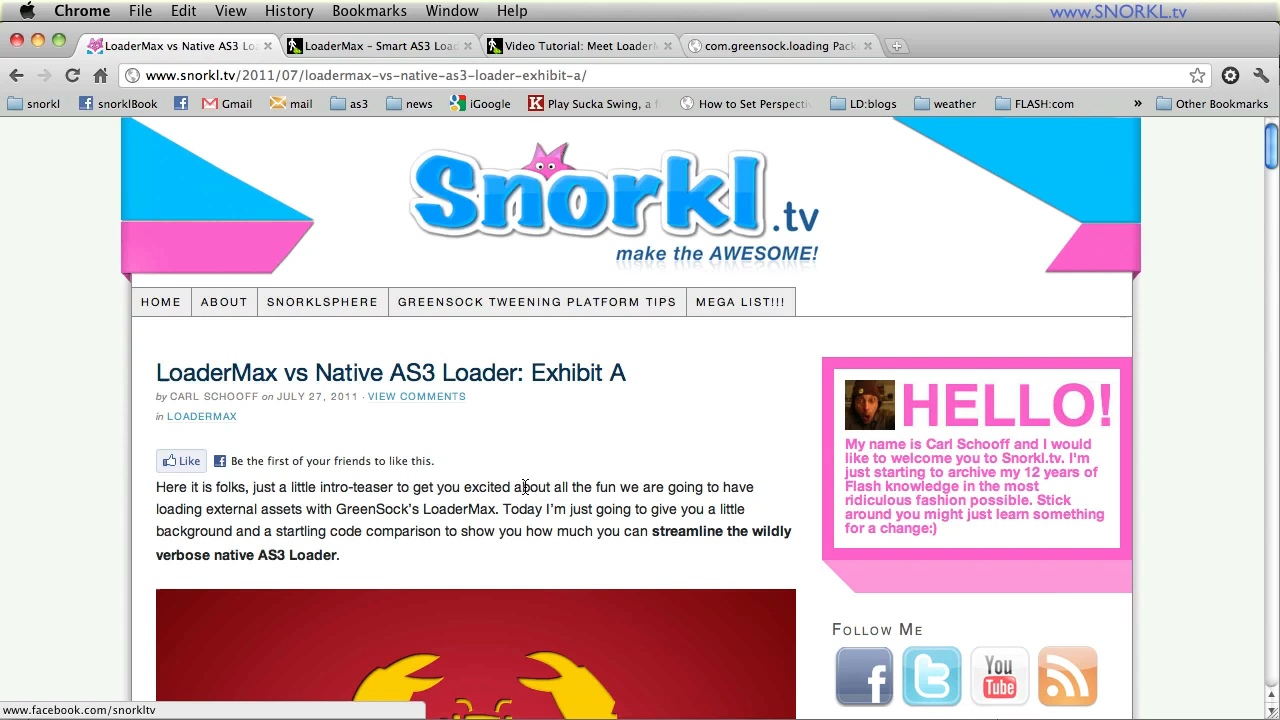 Chrome File Edit View History Bookmarks Window Help www.SNORKL.tv
LoaderMax vs Native AS3 Lo LoaderMax - Smart AS3 Load Video Tutorial: Meet LoaderM com.greensock.loading Pack
www.snorkl.tv/2011/07/loadermax-vs-native-as3-loader-exhibit-a/
snorkl snorklBook Gmail mail as3 news iGoogle Play Sucka Swing, a f How to Set Perspectiv LD:blogs weather FLASH:com » Other Bookmarks
Snorkl.tv
make the AWESOME!
HOME ABOUT SNORKLSPHERE GREENSOCK TWEENING PLATFORM TIPS MEGA LIST!!!
LoaderMax vs Native AS3 Loader: Exhibit A
by CARL SCHOOFF on JULY 27, 2011 · VIEW COMMENTS
in LOADERMAX
Like Be the first of your friends to like this.
Here it is folks, just a little intro-teaser to get you excited about all the fun we are going to have
loading external assets with GreenSock's LoaderMax. Today I'm just going to give you a little
background and a startling code comparison to show you how much you can streamline the wildly
verbose native AS3 Loader.
HELLO!
My name is Carl Schooff and I would
like to welcome you to Snorkl.tv. I'm
just starting to archive my 12 years of
Flash knowledge in the most
ridiculous fashion possible. Stick
around you might just learn something
for a change:)
FOLLOW ME
f t You Tube
www.facebook.com/snorkltv